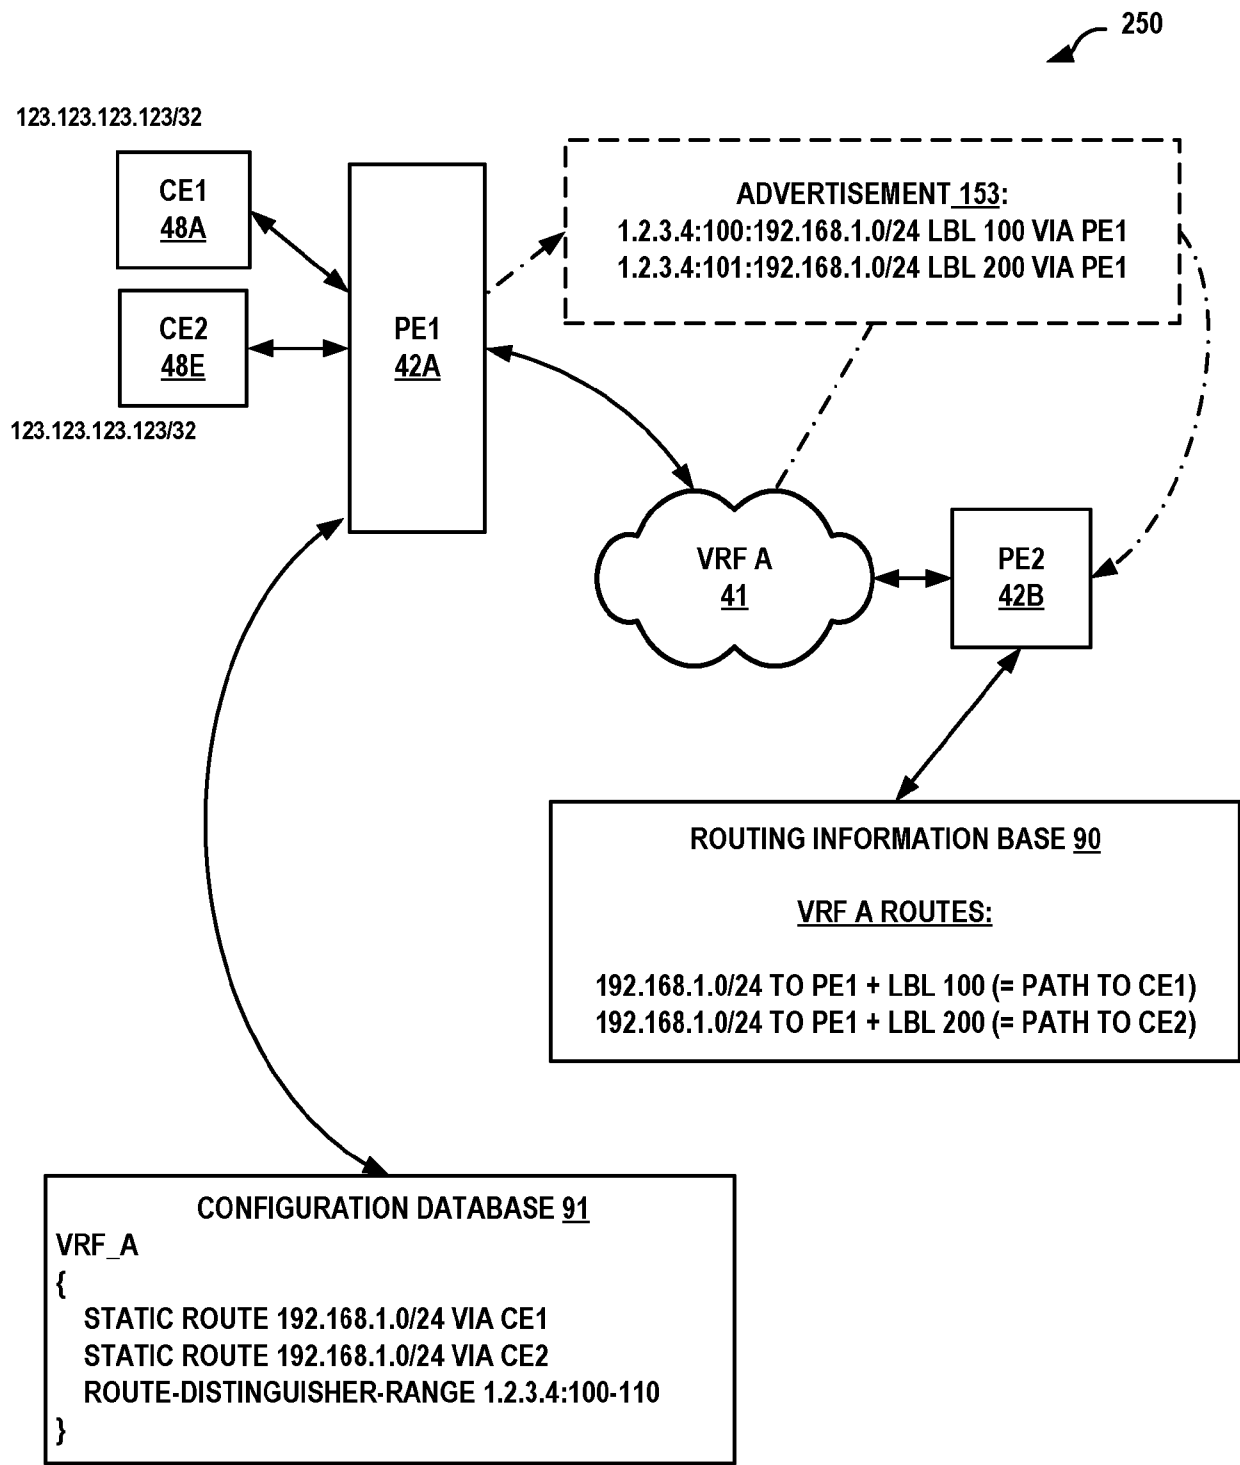 250
123.123.123.123/32
CE1
48A
CE2
48E
123.123.123.123/32
PE1
42A
ADVERTISEMENT 153:
1.2.3.4:100:192.168.1.0/24 LBL 100 VIA PE1
1.2.3.4:101:192.168.1.0/24 LBL 200 VIA PE1
VRF A
41
PE2
42B
ROUTING INFORMATION BASE 90
VRF A ROUTES:
192.168.1.0/24 TO PE1 + LBL 100 (= PATH TO CE1)
192.168.1.0/24 TO PE1 + LBL 200 (= PATH TO CE2)
CONFIGURATION DATABASE 91
VRF_A
{
STATIC ROUTE 192.168.1.0/24 VIA CE1
STATIC ROUTE 192.168.1.0/24 VIA CE2
ROUTE-DISTINGUISHER-RANGE 1.2.3.4:100-110
}